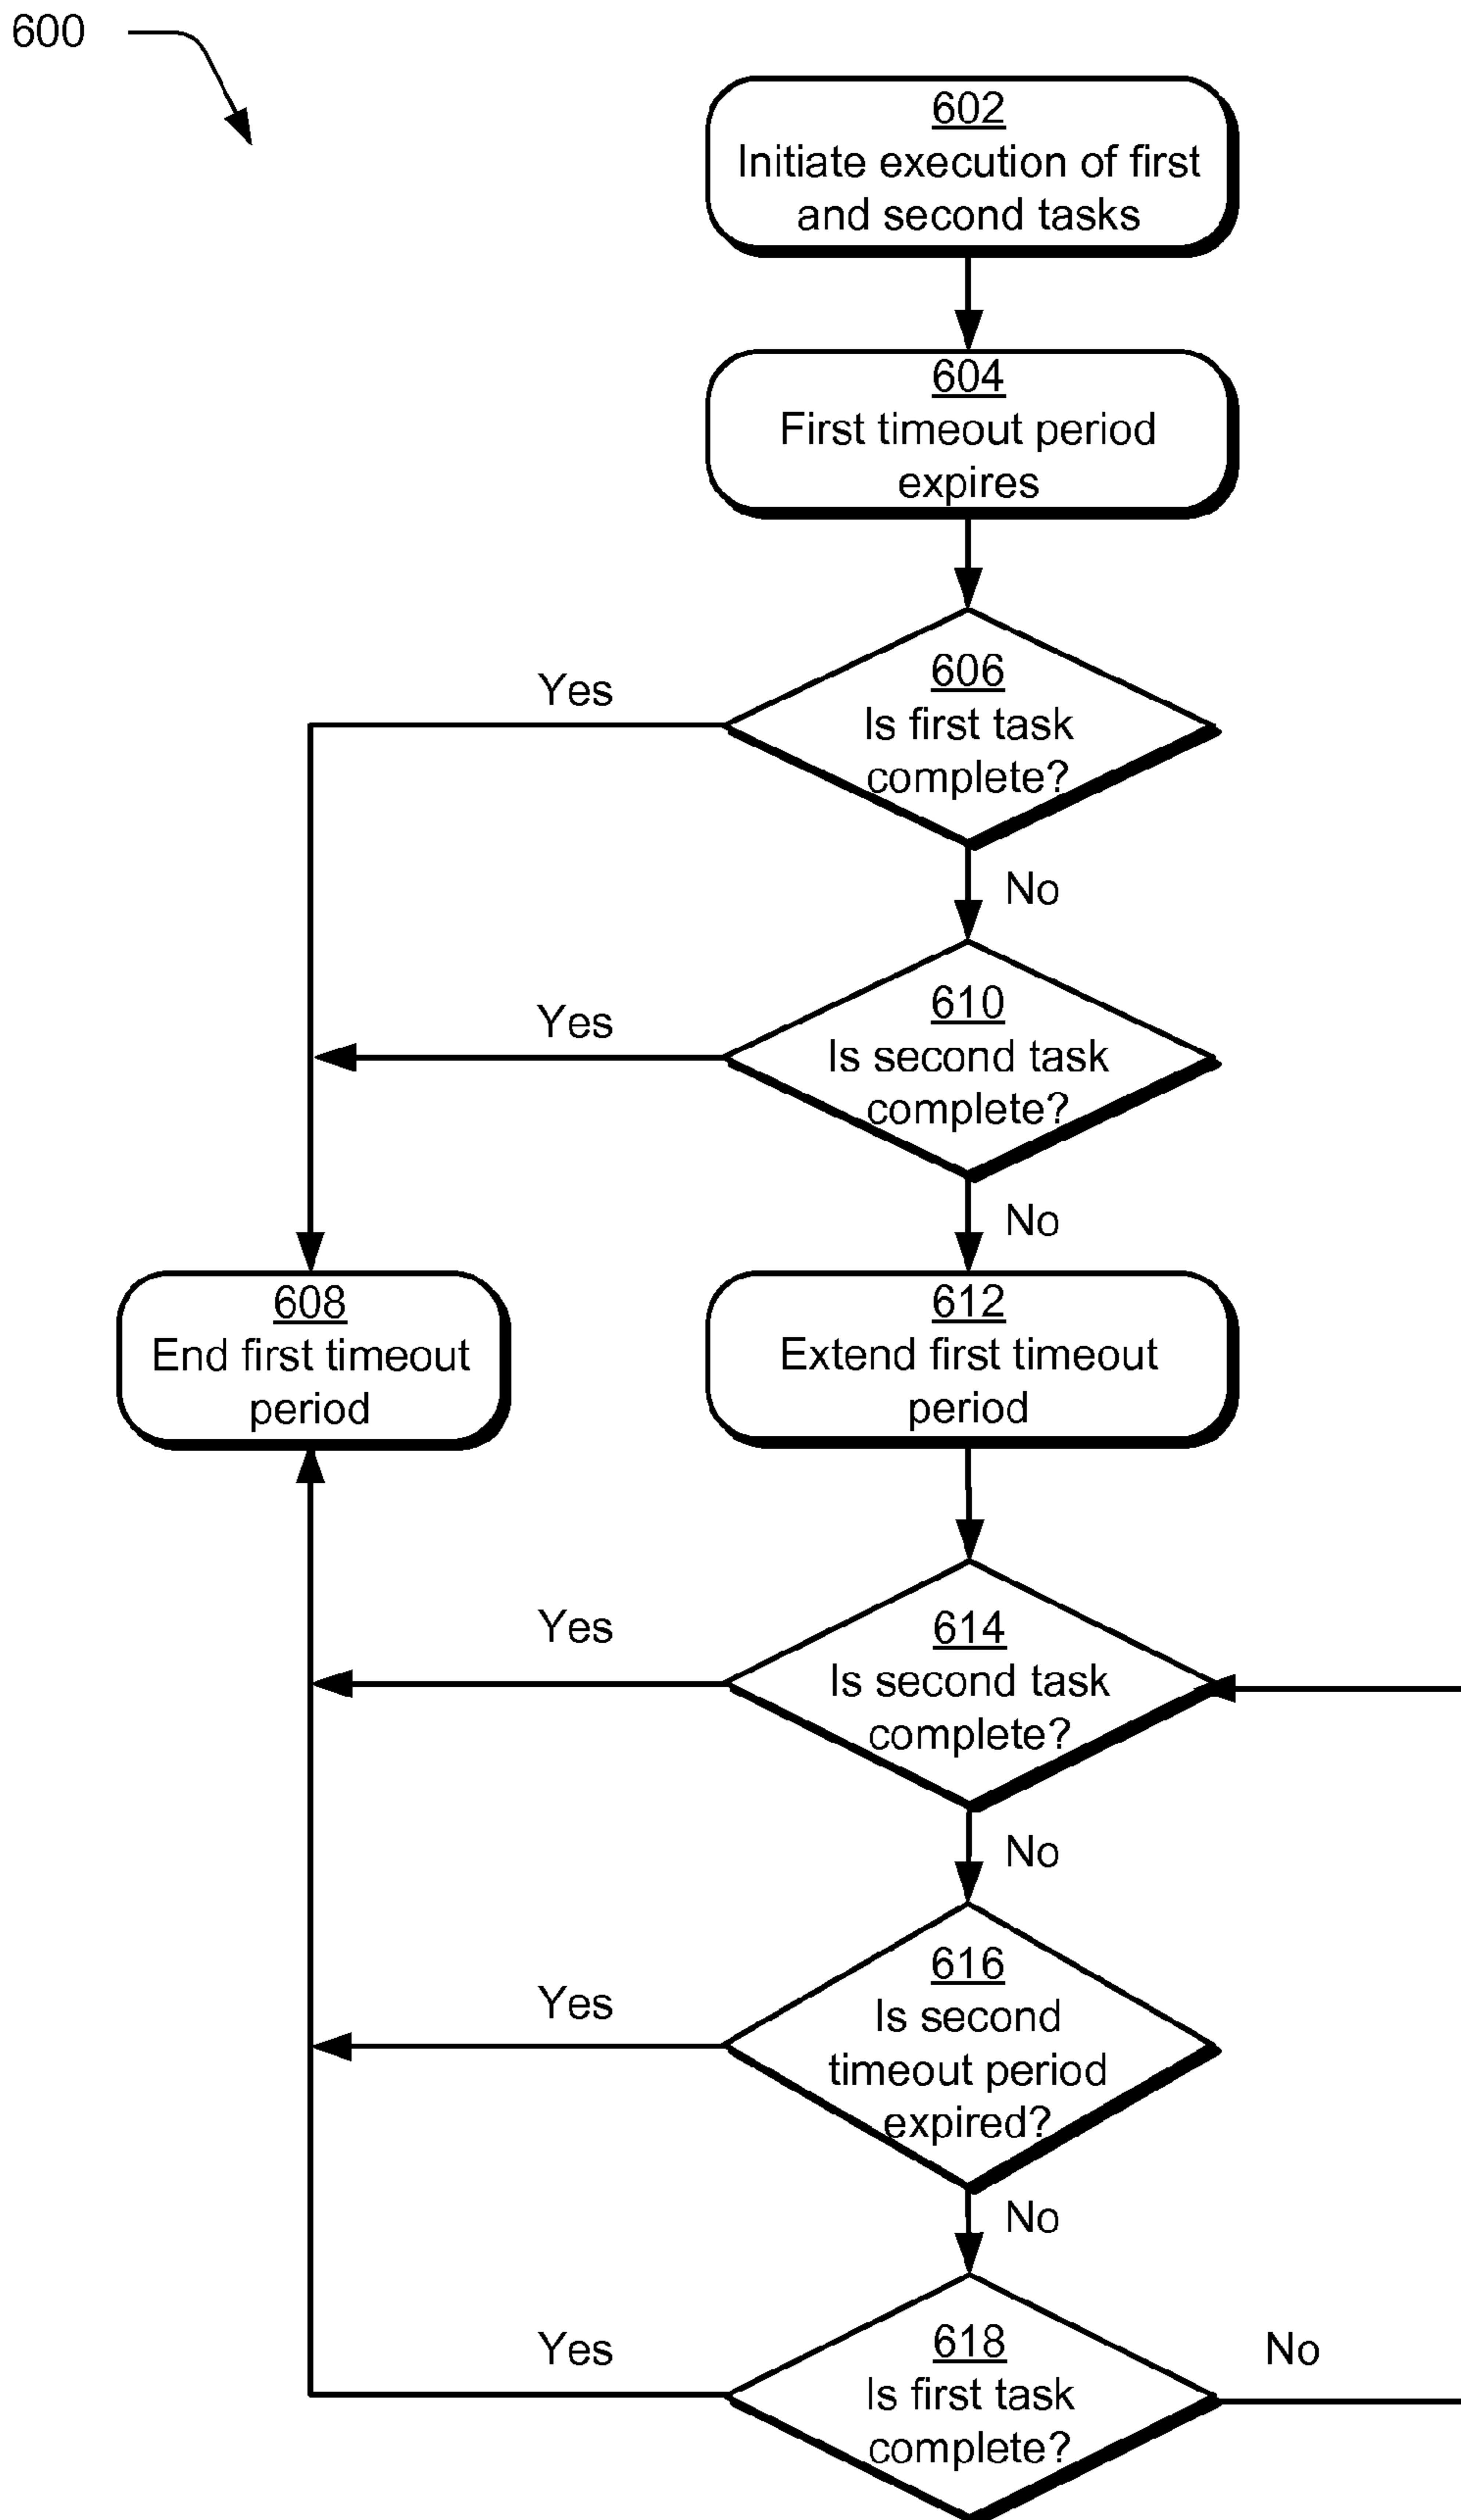 600
602
Initiate execution of first
and second tasks
604
First timeout period
expires
606
Is first task
complete?
Yes
No
610
Is second task
complete?
Yes
No
608
End first timeout
period
612
Extend first timeout
period
614
Is second task
complete?
Yes
No
616
Is second
timeout period
expired?
Yes
No
618
Is first task
complete?
Yes
No